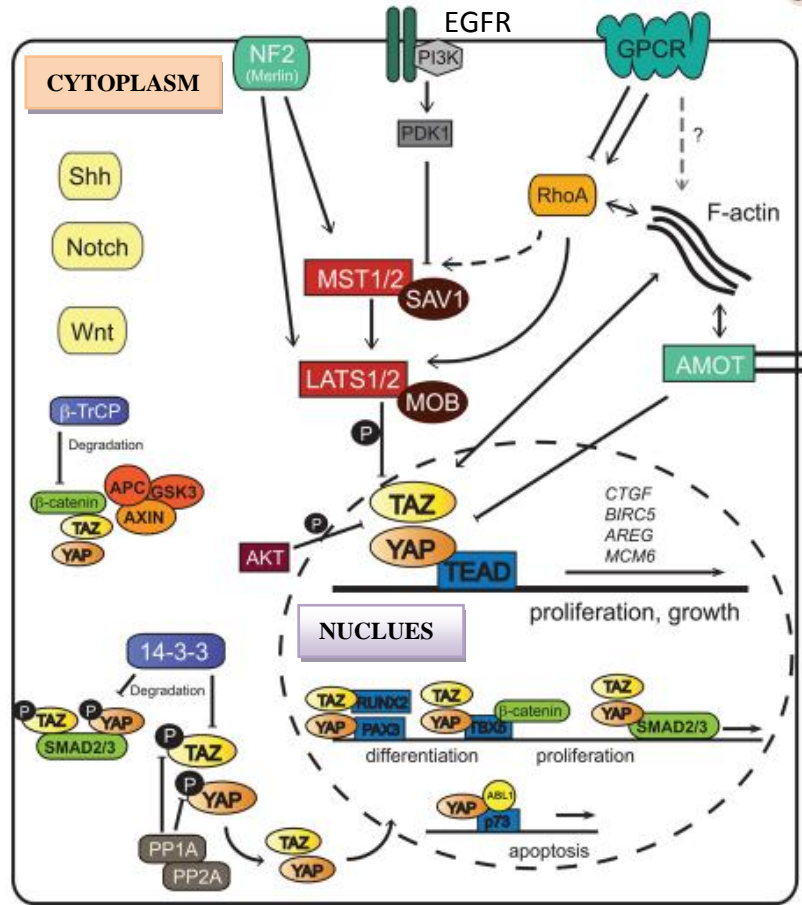 EGFR
NF2
(Merlin)
PI3K
GPCR
CYTOPLASM
PDK1
?
Shh
RhoA
F-actin
Notch
MST1/2
SAV1
Wnt
LATS1/2
MOB
AMOT
β-TrCP
P
Degradation
β-catenin
APC
GSK3
AXIN
TAZ
YAP
TAZ
CTGF
BIRC5
AREG
MCM6
P
AKT
YAP
TEAD
proliferation, growth
NUCLUES
14-3-3
Degradation
P
TAZ
P
YAP
SMAD2/3
P
TAZ
P
YAP
PP1A
PP2A
TAZ
YAP
TAZ
RUNX2
YAP
PAX3
TAZ
YAP
TBX5
β-catenin
TAZ
YAP
SMAD2/3
differentiation
proliferation
YAP
ABL1
p73
apoptosis